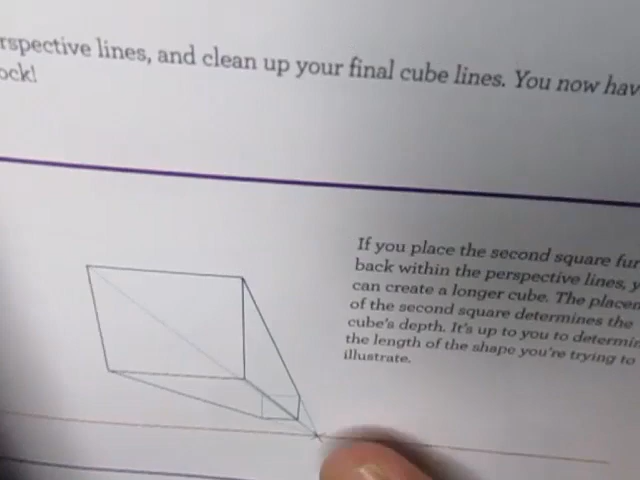 rspective lines, and clean up your final cube lines. You now hav
ock!
If you place the second square fur
back within the perspective lines, y
can create a longer cube. The placem
of the second square determines the
cube's depth. It's up to you to determin
the length of the shape you're trying to
illustrate.